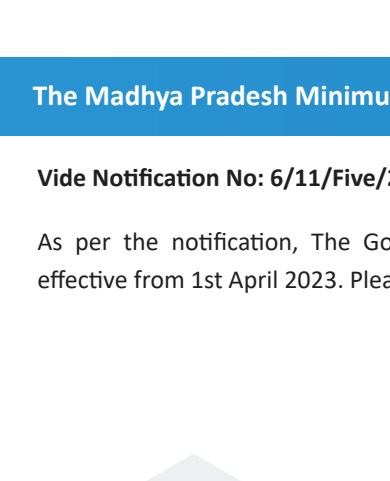 The Madhya Pradesh Minimu
Vide Notification No: 6/11/Five/2
As per the notification, The Go
effective from 1st April 2023. Plea